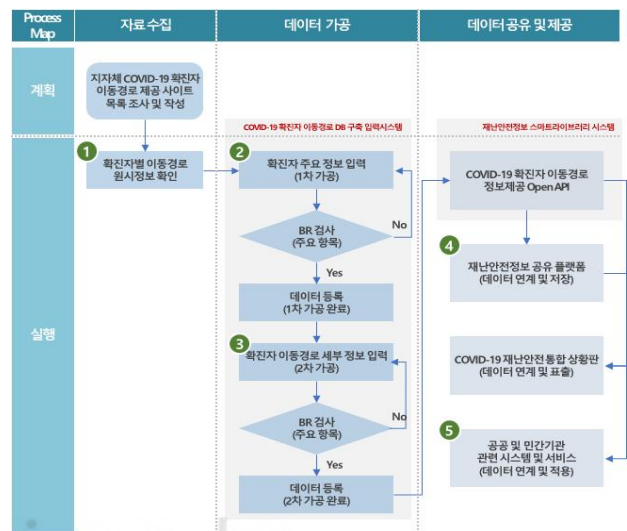 Process
Map
자료 수집
데이터 가공
데이터 공유 및 제공
계획
지자체 COVID-19 확진자
이동경로 제공 사이트
목록 조사 및 작성
COVID-19 확진자 이동경로 DB 구축 입력시스템
재난안전정보 스마트라이브러리 시스템
실행
1
확진자별 이동경로
원시정보 확인
2
확진자 주요 정보 입력
(1차 가공)
No
BR 검사
(주요 항목)
Yes
데이터 등록
(1차 가공 완료)
3
확진자 이동경로 세부 정보 입력
(2차 가공)
BR 검사
(주요 항목)
No
Yes
데이터 등록
(2차 가공 완료)
COVID-19 확진자 이동경로
정보제공 Open API
4
재난안전정보 공유 플랫폼
(데이터 연계 및 저장)
COVID-19 재난안전 통합 상황판
(데이터 연계 및 표출)
5
공공 및 민간기관
관련 시스템 및 서비스
(데이터 연계 및 적용)